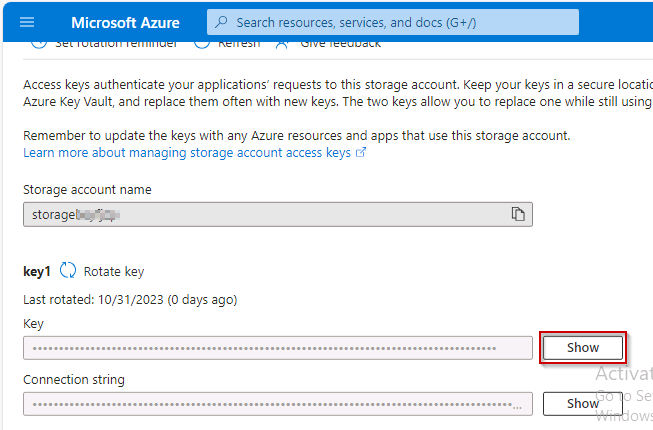 Microsoft Azure
Search resources, services, and docs (G+/)
Set rotation reminder Refresh Give feedback
Access keys authenticate your applications' requests to this storage account. Keep your keys in a secure locatio
Azure Key Vault, and replace them often with new keys. The two keys allow you to replace one while still using
Remember to update the keys with any Azure resources and apps that use this storage account.
Learn more about managing storage account access keys
Storage account name
key1 Rotate key
Last rotated: 10/31/2023 (0 days ago)
Key
Show
Connection string
Show
Activat
Go to Se
Windows